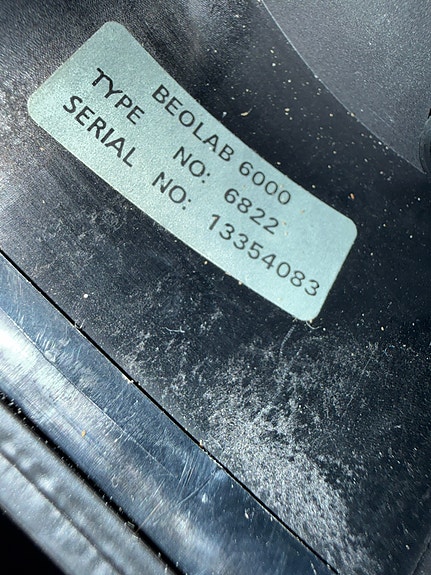 BEOLAB 6000
TYPE NO: 6822
SERIAL NO: 13354083